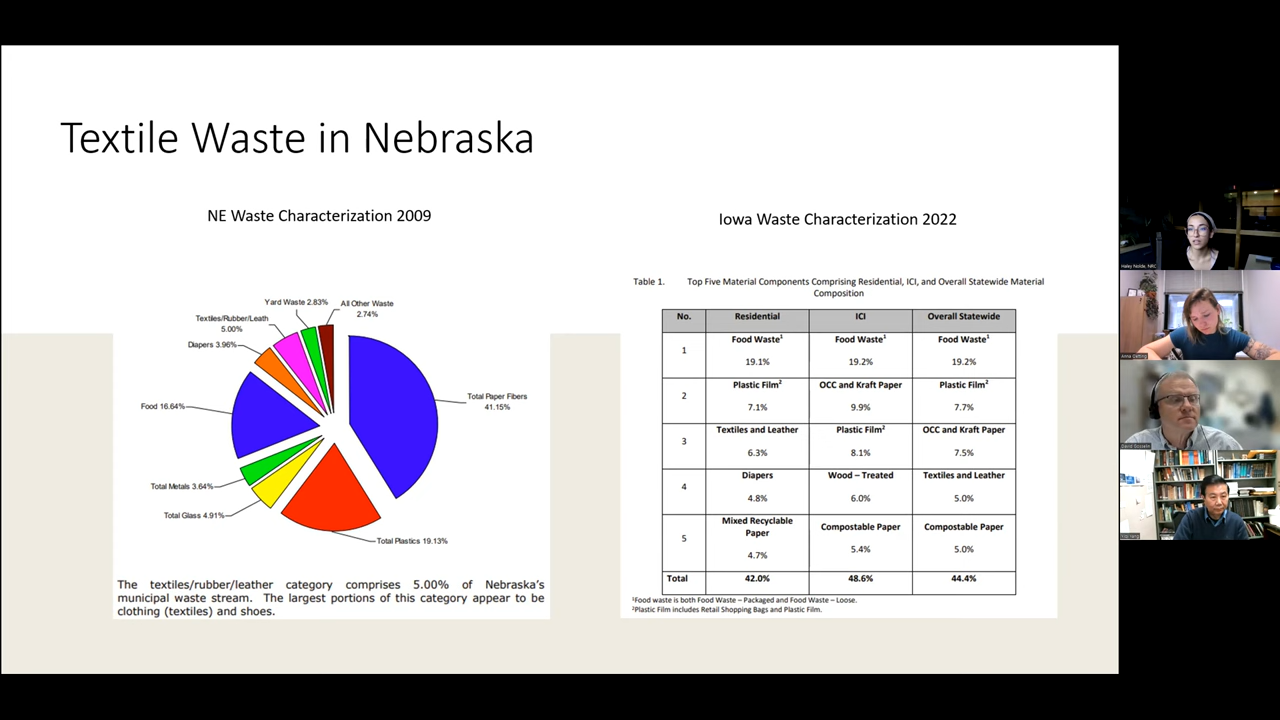 Textile Waste in Nebraska
NE Waste Characterization 2009
Yard Waste 2.83%
All Other Waste
2.74%
Textiles/Rubber/Leath
5.00%
Diapers 3.96%
Food 16.64%
Total Paper Fibers
41.15%
Total Metals 3.64%
Total Glass 4.91%
Total Plastics 19.13%
The textiles/rubber/leather category comprises 5.00% of Nebraska's
municipal waste stream. The largest portions of this category appear to be
clothing (textiles) and shoes.
Iowa Waste Characterization 2022
Table 1. Top Five Material Components Comprising Residential, ICI, and Overall Statewide Material
Composition
No. Residential ICI Overall Statewide
1 Food Waste¹ 19.1% Food Waste¹ 19.2% Food Waste¹ 19.2%
2 Plastic Film² 7.1% OCC and Kraft Paper 9.9% Plastic Film² 7.7%
3 Textiles and Leather 6.3% Plastic Film² 8.1% OCC and Kraft Paper 7.5%
4 Diapers 4.8% Wood – Treated 6.0% Textiles and Leather 5.0%
5 Mixed Recyclable Paper 4.7% Compostable Paper 5.4% Compostable Paper 5.0%
Total 42.0% 48.6% 44.4%
¹Food waste is both Food Waste – Packaged and Food Waste – Loose.
²Plastic Film includes Retail Shopping Bags and Plastic Film.
Haley Nolde, NRC